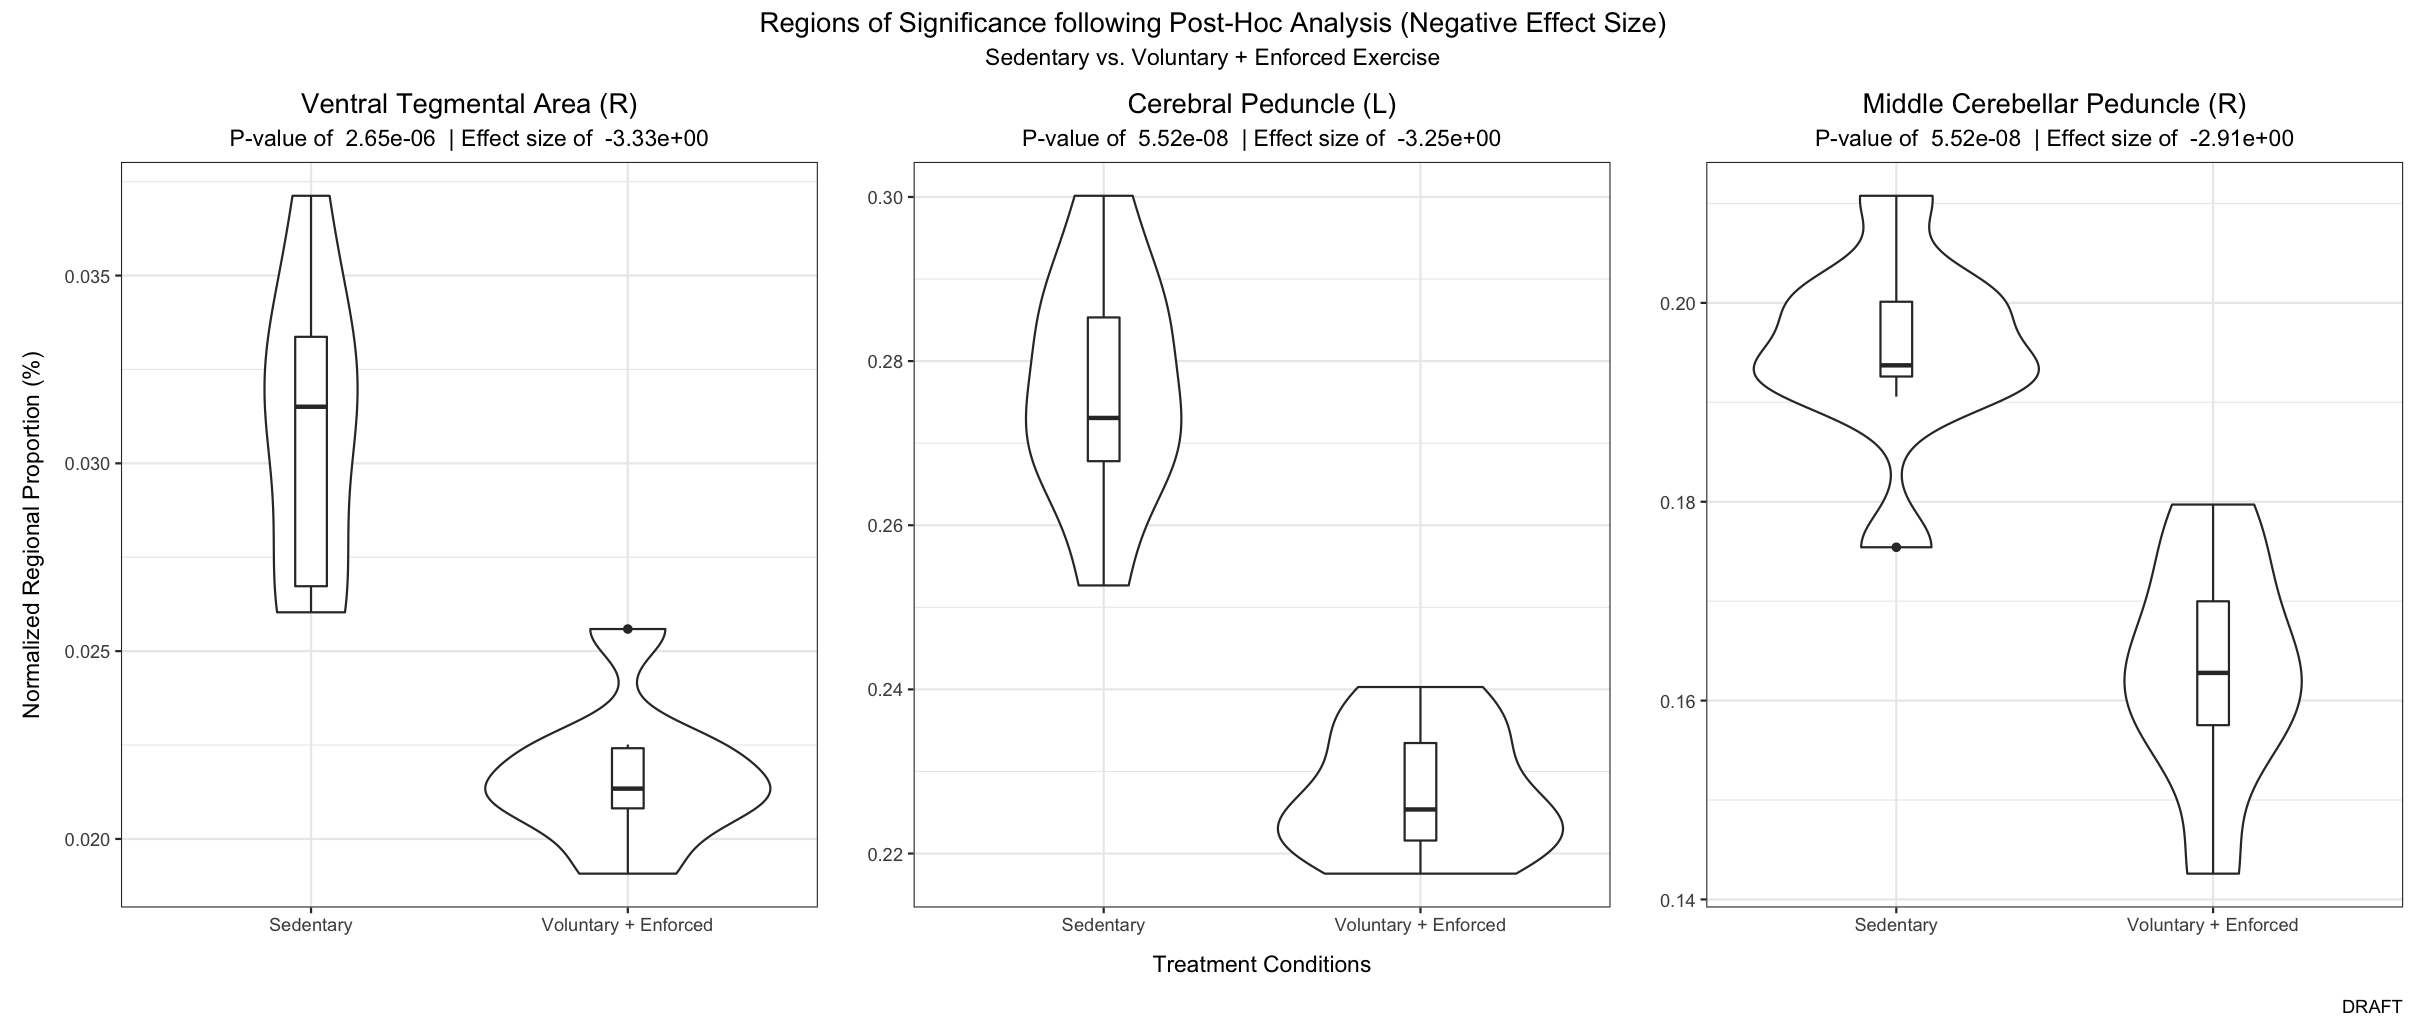 Regions of Significance following Post-Hoc Analysis (Negative Effect Size)
Sedentary vs. Voluntary + Enforced Exercise
Ventral Tegmental Area (R)
P-value of 2.65e-06 | Effect size of -3.33e+00
Normalized Regional Proportion (%)
0.035
0.030
0.025
0.020
Sedentary
Voluntary + Enforced
Cerebral Peduncle (L)
P-value of 5.52e-08 | Effect size of -3.25e+00
0.30
0.28
0.26
0.24
0.22
Sedentary
Voluntary + Enforced
Middle Cerebellar Peduncle (R)
P-value of 5.52e-08 | Effect size of -2.91e+00
0.20
0.18
0.16
0.14
Sedentary
Voluntary + Enforced
Treatment Conditions
DRAFT